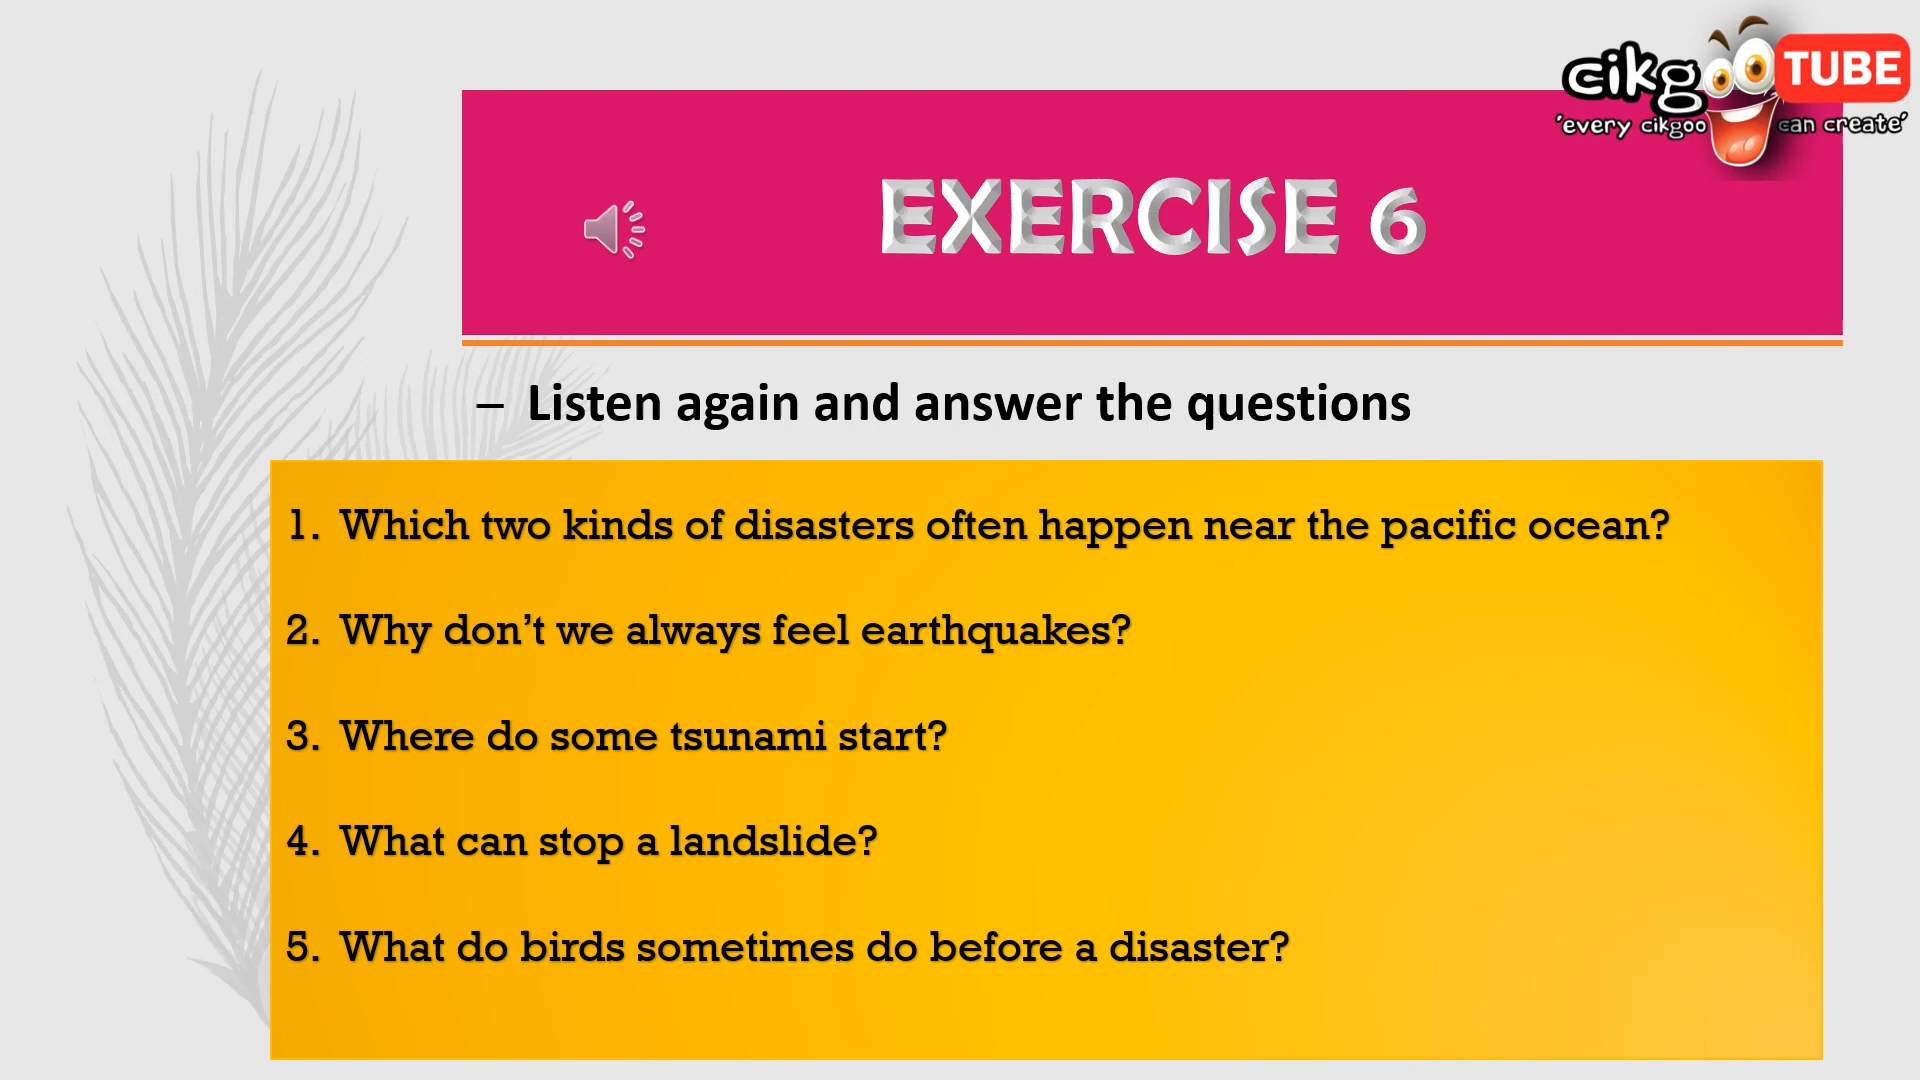 cikgoo TUBE
'every cikgoo can create'
EXERCISE 6
– Listen again and answer the questions
1. Which two kinds of disasters often happen near the pacific ocean?
2. Why don’t we always feel earthquakes?
3. Where do some tsunami start?
4. What can stop a landslide?
5. What do birds sometimes do before a disaster?